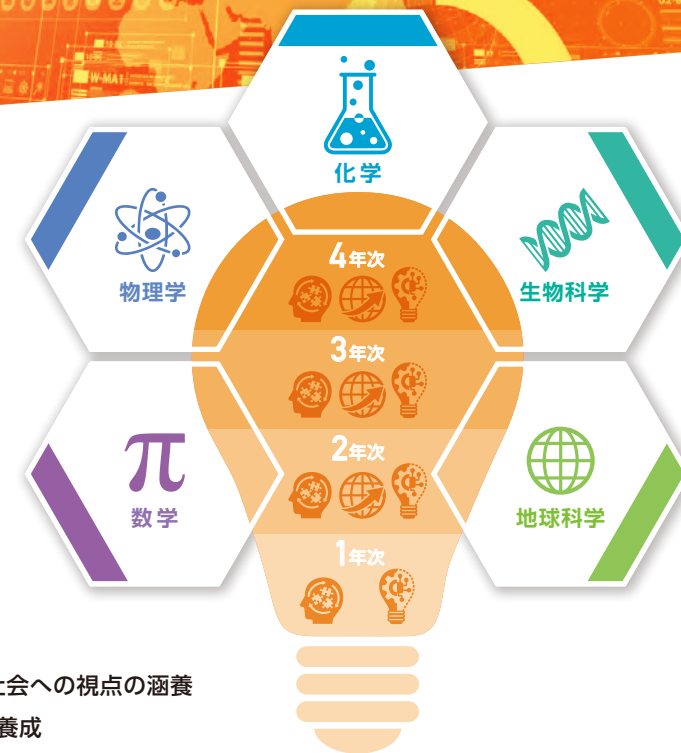 W-MA1
化学
物理学
生物科学
4年次
3年次
2年次
π
数学
地球科学
1年次
会への視点の涵養
養成